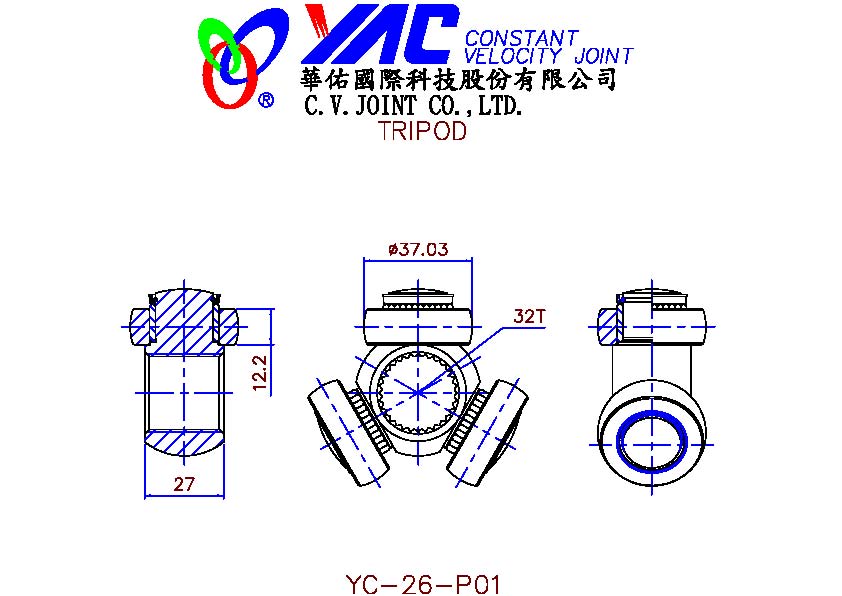 YAC CONSTANT
VELOCITY JOINT
華佑國際科技股份有限公司
®
C.V.JOINT CO.,LTD.
TRIPOD
ø37.03
32T
12.2
27
YC-26-P01